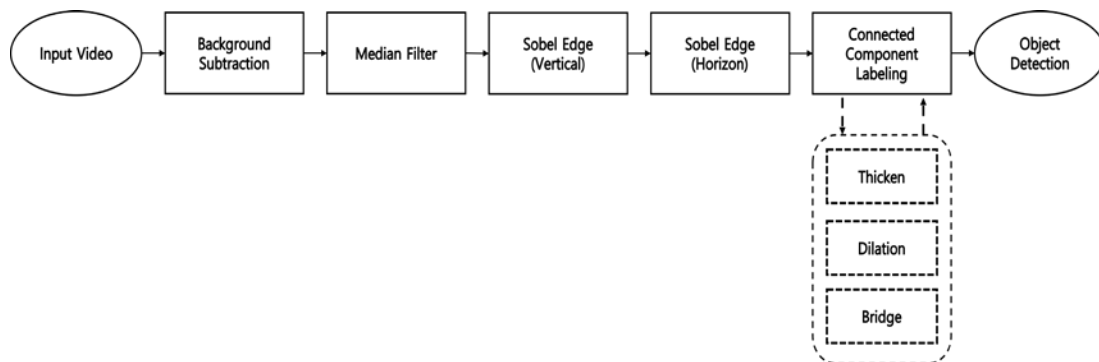 Input Video
Background
Subtraction
Median Filter
Sobel Edge
(Vertical)
Sobel Edge
(Horizon)
Connected
Component
Labeling
Object
Detection
Thicken
Dilation
Bridge